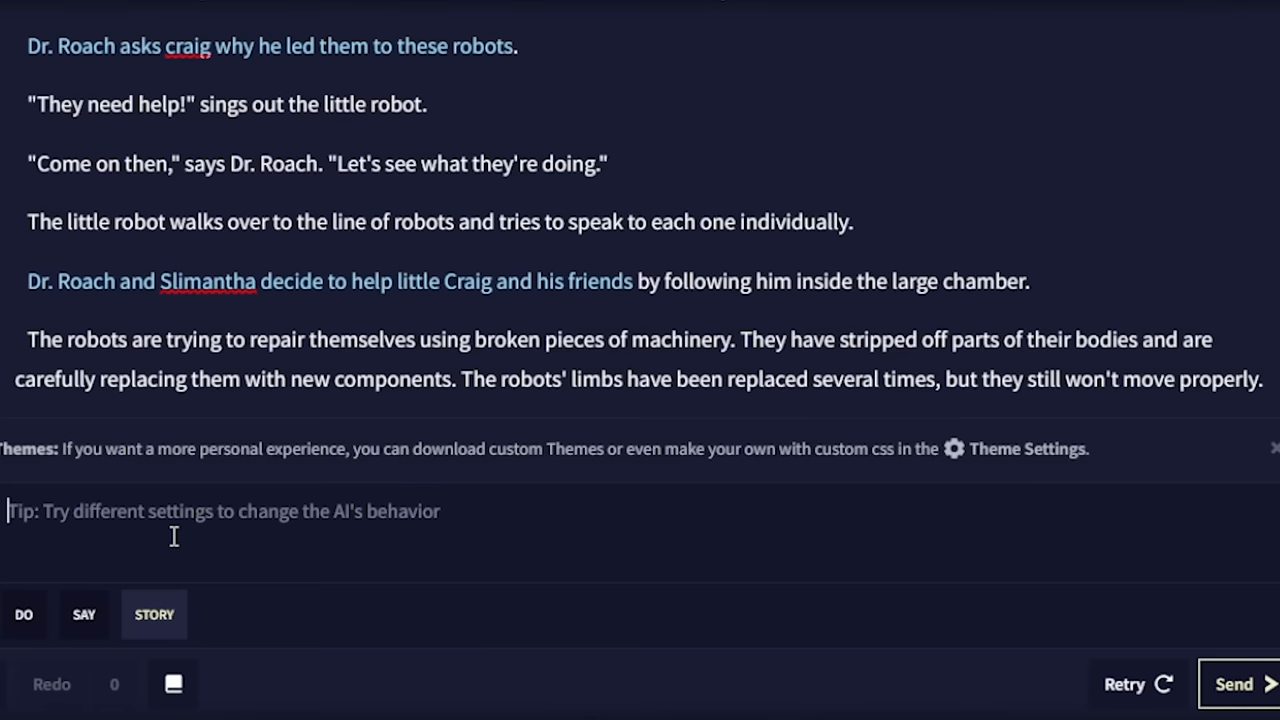 Dr. Roach asks craig why he led them to these robots.
"They need help!" sings out the little robot.
"Come on then," says Dr. Roach. "Let's see what they're doing."
The little robot walks over to the line of robots and tries to speak to each one individually.
Dr. Roach and Slimantha decide to help little Craig and his friends by following him inside the large chamber.
The robots are trying to repair themselves using broken pieces of machinery. They have stripped off parts of their bodies and are
carefully replacing them with new components. The robots' limbs have been replaced several times, but they still won't move properly.
Themes: If you want a more personal experience, you can download custom Themes or even make your own with custom css in the Theme Settings.
Tip: Try different settings to change the AI's behavior
DO SAY STORY
Redo 0 Retry Send